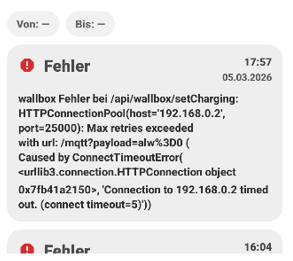 Von: – Bis: –
Fehler 17:57
05.03.2026
wallbox Fehler bei /api/wallbox/setCharging:
HTTPConnectionPool(host='192.168.0.2',
port=25000): Max retries exceeded
with url: /mqtt?payload=alw%3D0 (
Caused by ConnectTimeoutError(
<urllib3.connection.HTTPConnection object
0x7fb41a2150>, 'Connection to 192.168.0.2 timed
out. (connect timeout=5)'))
Fehler 16:04